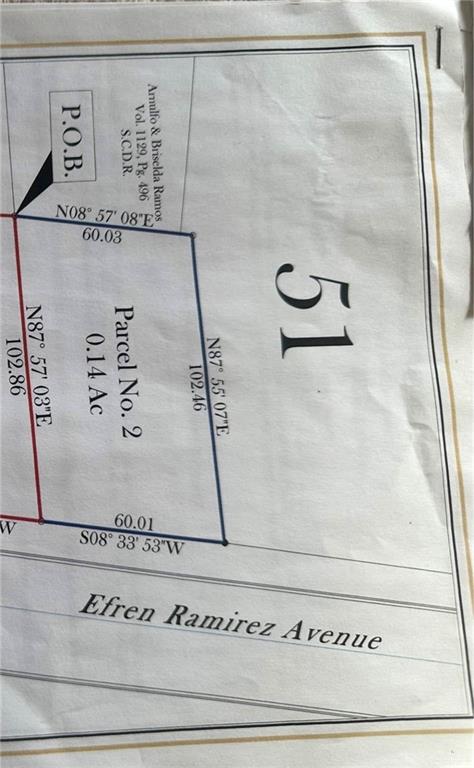 51
Arnulfo & Briselda Ramos
Vol. 1129, Pg. 496
S.C.D.R.
P.O.B.
N08° 57' 08"E
60.03
N87° 55' 07"E
102.46
Parcel No. 2
0.14 Ac
N87° 57' 03"E
102.86
60.01
S08° 33' 53"W
W
Efren Ramirez Avenue